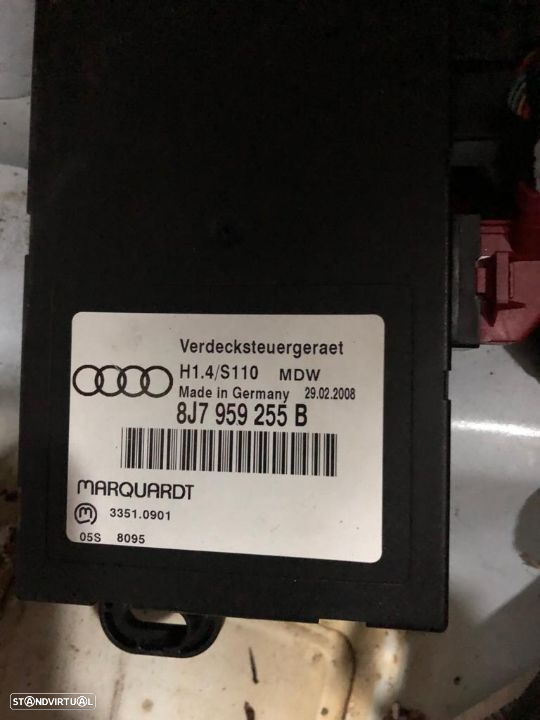 Verdecksteuergeraet
H1.4/S110 MDW
Made in Germany 29.02.2008
8J7 959 255 B
MARQUARDT
m 3351.0901
05S 8095
STANDVIRTUAL